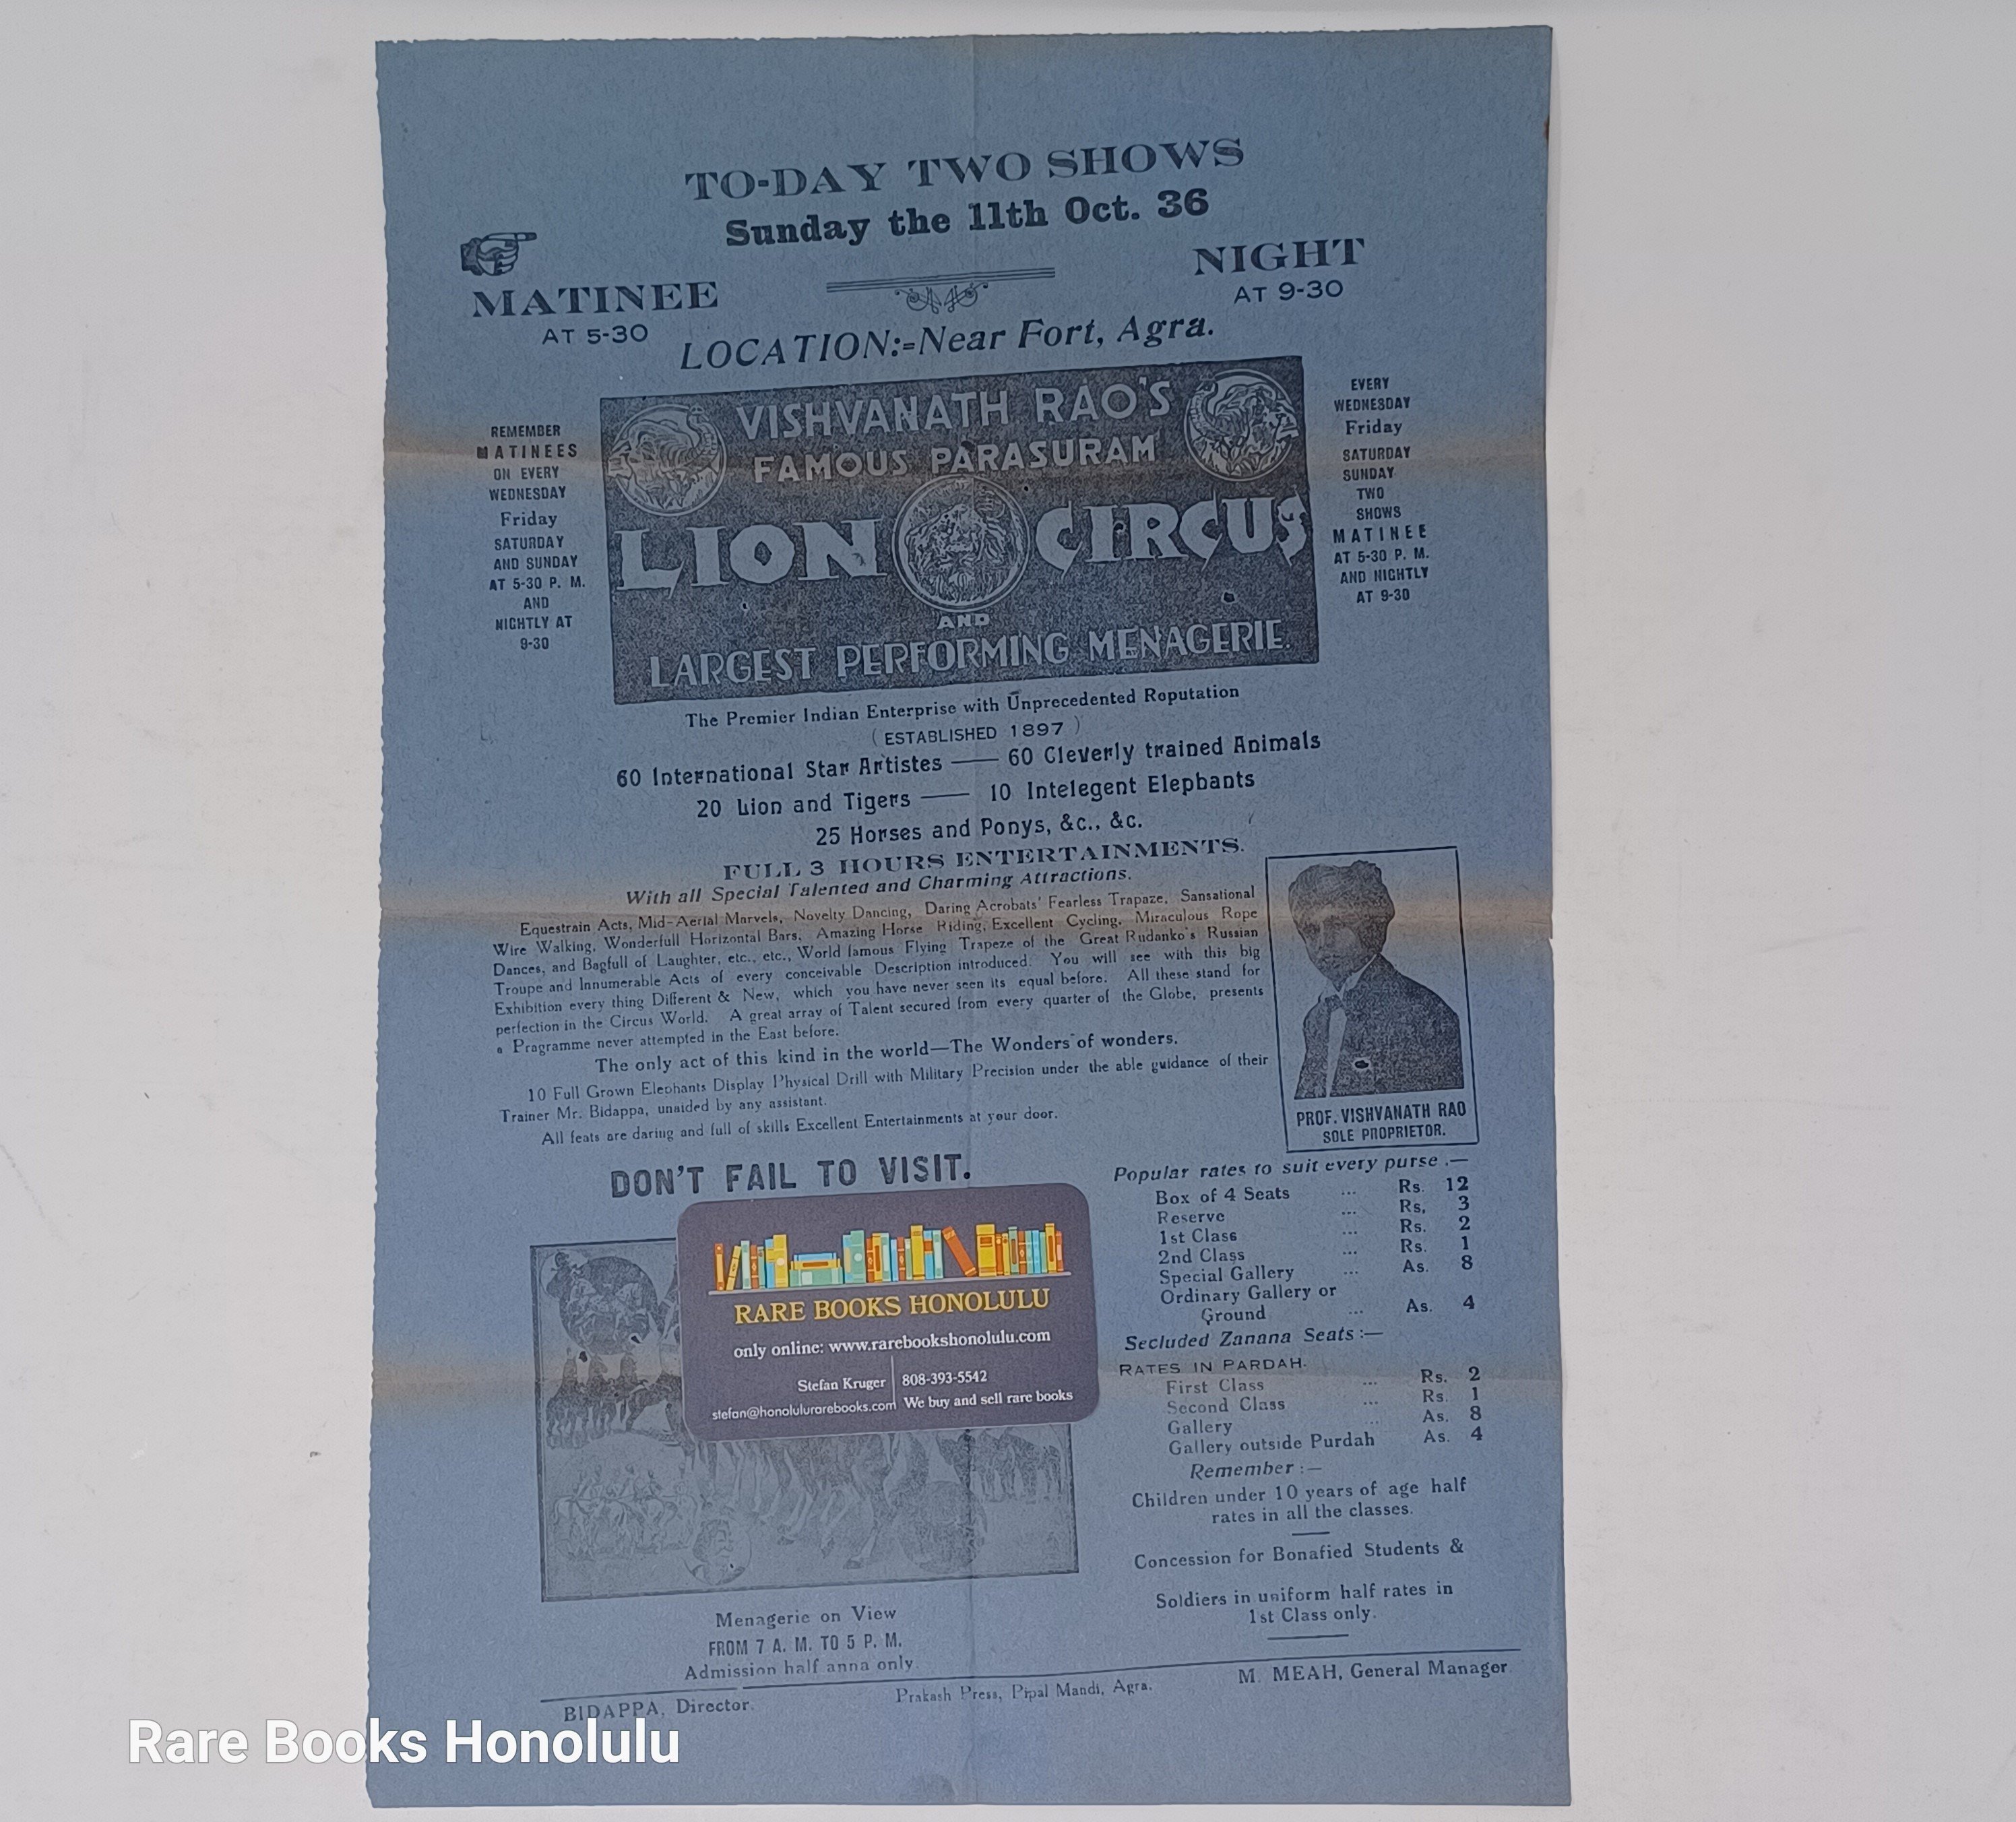 TO-DAY TWO SHOWS
Sunday the 11th Oct. 36
MATINEE
AT 5-30
NIGHT
AT 9-30
LOCATION:-Near Fort, Agra.
REMEMBER
MATINEES
ON EVERY
WEDNESDAY
Friday
SATURDAY
AND SUNDAY
AT 5-30 P. M.
AND
NIGHTLY AT
9-30
VISHVANATH RAO'S
FAMOUS PARASURAM
LION CIRCUS
AND
LARGEST PERFORMING MENAGERIE.
EVERY
WEDNESDAY
Friday
SATURDAY
SUNDAY
TWO
SHOWS
MATINEE
AT 5-30 P. M.
AND NIGHTLY
AT 9-30
The Premier Indian Enterprise with Unprecedented Roputation
( ESTABLISHED 1897 )
60 International Star Artistes —— 60 Cleverly trained Animals
20 Lion and Tigers —— 10 Intelegent Elephants
25 Horses and Ponys, &c., &c.
FULL 3 HOURS ENTERTAINMENTS.
With all Special Talented and Charming Attractions.
Equestrain Acts, Mid-Aerial Marvels, Novelty Dancing, Daring Acrobats' Fearless Trapaze, Sansational
Wire Walking, Wonderfull Horizontal Bars, Amazing Horse Riding, Excellent Cycling, Miraculous Rope
Dances, and Bagfull of Laughter, etc., etc., World famous Flying Trapeze of the Great Rudanko's Russian
Troupe and Innumerable Acts of every conceivable Description introduced. You will see with this big
Exhibition every thing Different & New, which you have never seen its equal before. All these stand for
perfection in the Circus World. A great array of Talent secured from every quarter of the Globe, presents
a Pragramme never attempted in the East before.
The only act of this kind in the world—The Wonders of wonders.
10 Full Grown Elephants Display Physical Drill with Military Precision under the able guidance of their
Trainer Mr. Bidappa, unaided by any assistant.
All feats are daring and full of skills Excellent Entertainments at your door.
PROF. VISHVANATH RAO
SOLE PROPRIETOR.
DON'T FAIL TO VISIT.
RARE BOOKS HONOLULU
only online: www.rarebookshonolulu.com
Stefan Kruger
stefan@honolulurarebooks.com
808-393-5542
We buy and sell rare books
Menagerie on View
FROM 7 A. M. TO 5 P. M.
Admission half anna only.
Popular rates to suit every purse .—
Box of 4 Seats ... Rs. 12
Reserve ... Rs, 3
1st Class ... Rs. 2
2nd Class ... Rs. 1
Special Gallery ... As. 8
Ordinary Gallery or
Ground ... As. 4
Secluded Zanana Seats :—
RATES IN PARDAH.
First Class ... Rs. 2
Second Class ... Rs. 1
Gallery ... As. 8
Gallery outside Purdah As. 4
Remember :—
Children under 10 years of age half
rates in all the classes.
Concession for Bonafied Students &
Soldiers in uniform half rates in
1st Class only.
BIDAPPA, Director.
Prakash Press, Pipal Mandi, Agra.
M. MEAH, General Manager.
Rare Books Honolulu